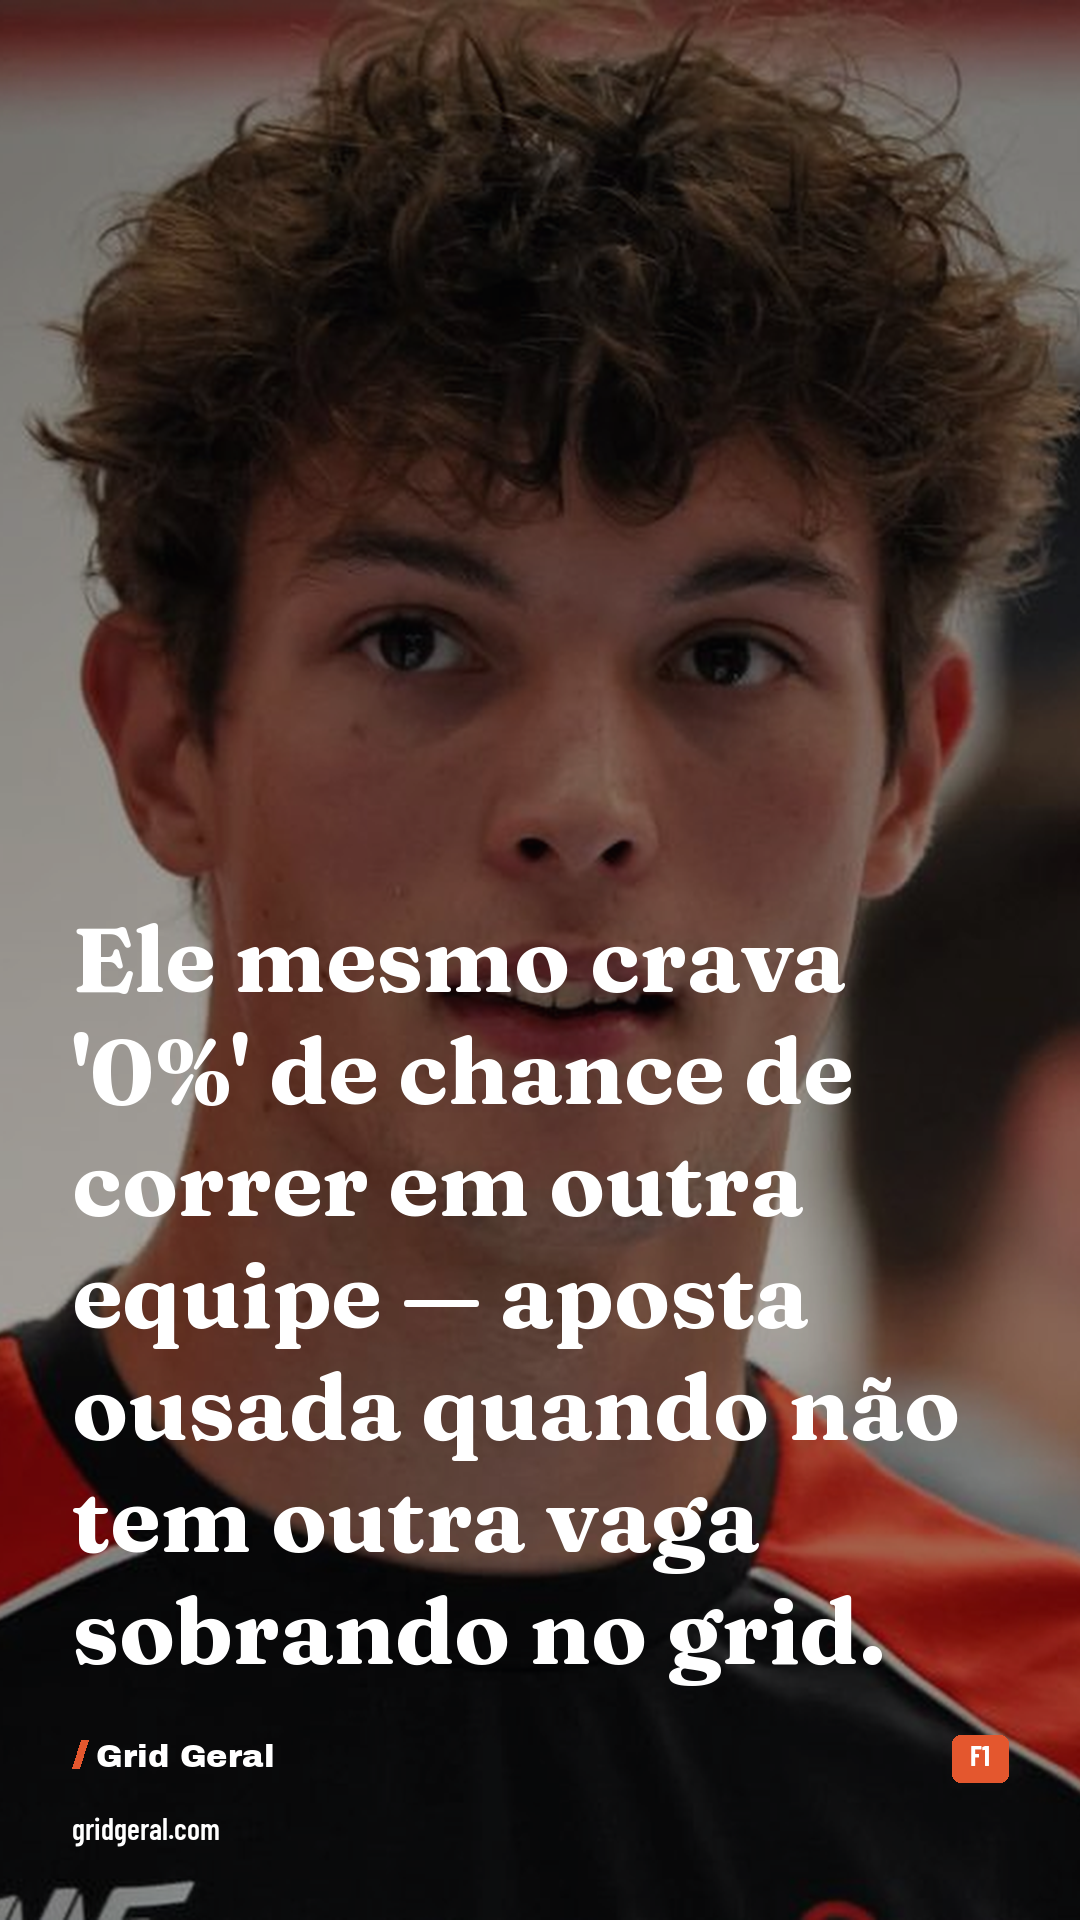 Ele mesmo crava
'0%' de chance de
correr em outra
equipe — aposta
ousada quando não
tem outra vaga
sobrando no grid.
/ Grid Geral
F1
gridgeral.com